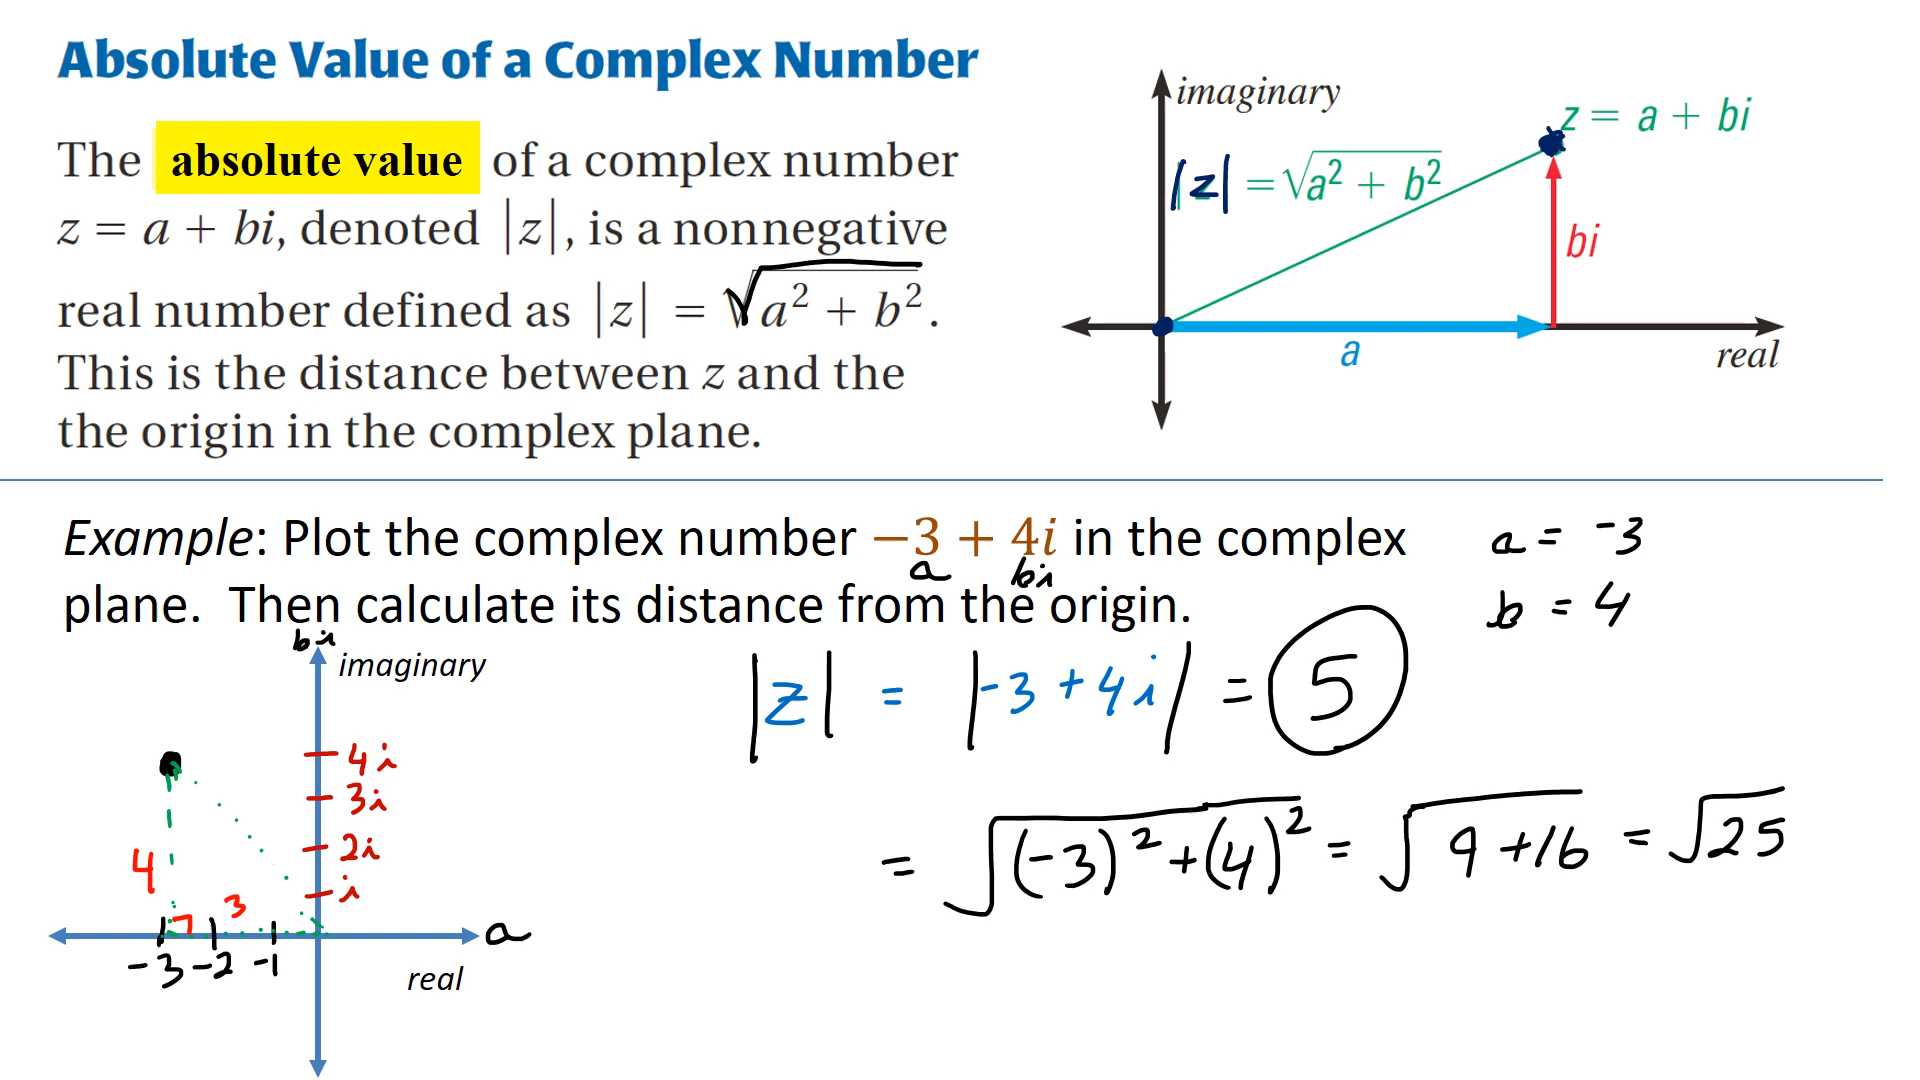 Absolute Value of a Complex Number
The absolute value of a complex number
z = a + bi, denoted |z|, is a nonnegative
real number defined as |z| = √a² + b².
This is the distance between z and the
the origin in the complex plane.
imaginary
z = a + bi
|z| = √a² + b²
bi
a
real
Example: Plot the complex number −3 + 4i in the complex
a bi
plane. Then calculate its distance from the origin.
a = -3
b = 4
bi
imaginary
4i
3i
2i
i
4
3
-3 -2 -1
a
real
|z| = |-3 + 4i| = 5
= √(-3)² + (4)² = √9 + 16 = √25